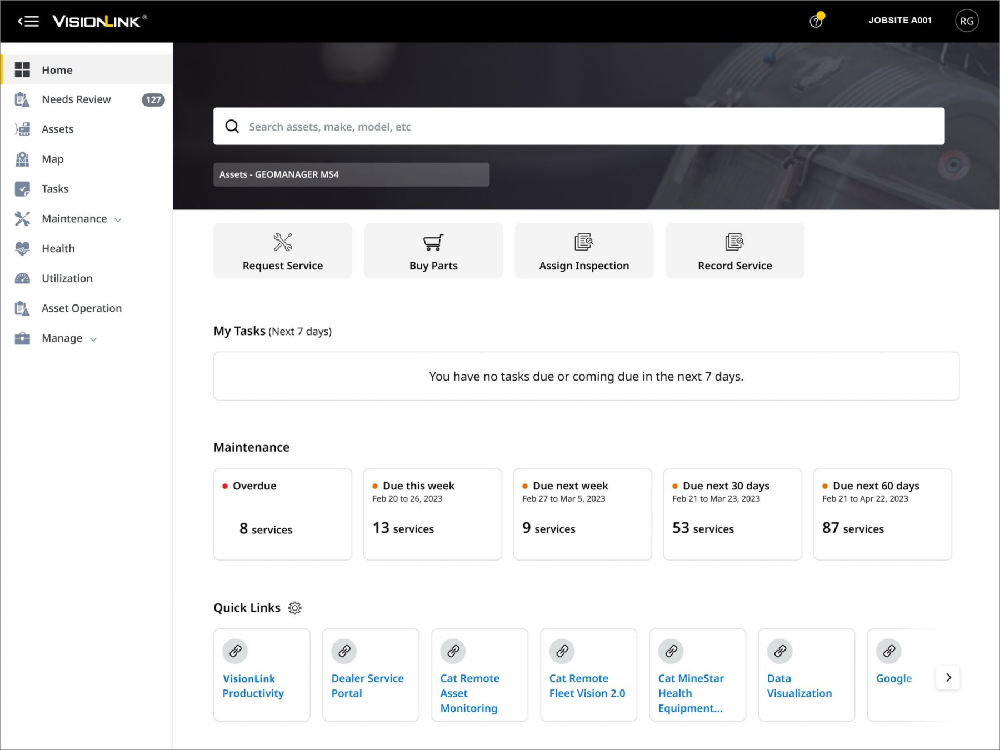 VISIONLINK®
?
JOBSITE A001
RG
Home
Needs Review 127
Assets
Map
Tasks
Maintenance
Health
Utilization
Asset Operation
Manage
Search assets, make, model, etc
Assets - GEOMANAGER MS4
Request Service
Buy Parts
Assign Inspection
Record Service
My Tasks (Next 7 days)
You have no tasks due or coming due in the next 7 days.
Maintenance
Overdue
8 services
Due this week
Feb 20 to 26, 2023
13 services
Due next week
Feb 27 to Mar 5, 2023
9 services
Due next 30 days
Feb 21 to Mar 23, 2023
53 services
Due next 60 days
Feb 21 to Apr 22, 2023
87 services
Quick Links
VisionLink
Productivity
Dealer Service
Portal
Cat Remote
Asset
Monitoring
Cat Remote
Fleet Vision 2.0
Cat MineStar
Health
Equipment...
Data
Visualization
Google